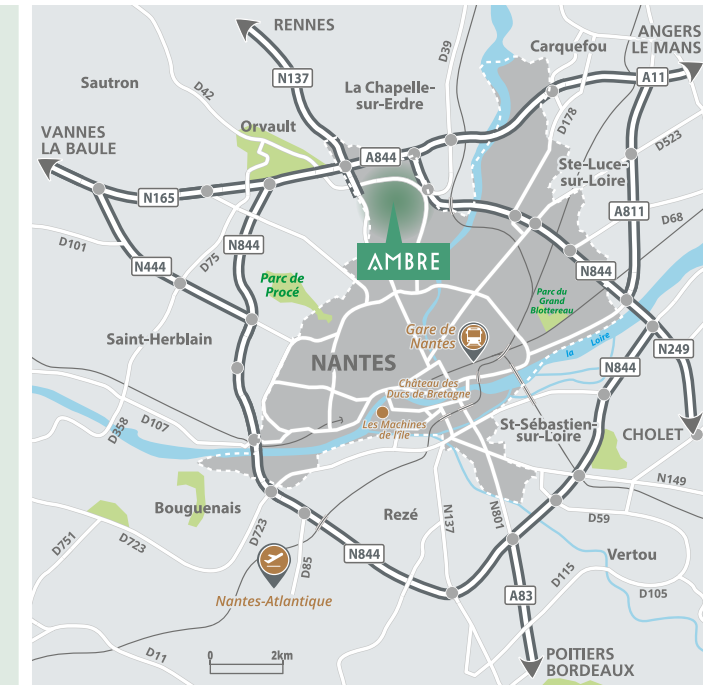 RENNES
ANGERS
LE MANS
D39
Carquefou
N137
A11
Sautron
D42
La Chapelle-
sur-Erdre
D178
Orvault
VANNES
LA BAULE
D523
A844
Ste-Luce-
sur-Loire
N165
A811
D68
D101
N844
D75
AMBRE
N444
N844
Parc de
Procé
Parc du
Grand
Blottereau
Gare de
Nantes
Saint-Herblain
la Loire
N249
NANTES
N844
Château des
Ducs de Bretagne
D358
D107
Les Machines
de l'île
St-Sébastien-
sur-Loire
CHOLET
N149
Bouguenais
Rezé
N137
N801
D59
D751
D723
D723
N844
Vertou
D85
D115
D105
Nantes-Atlantique
A83
D11
0
2km
POITIERS
BORDEAUX